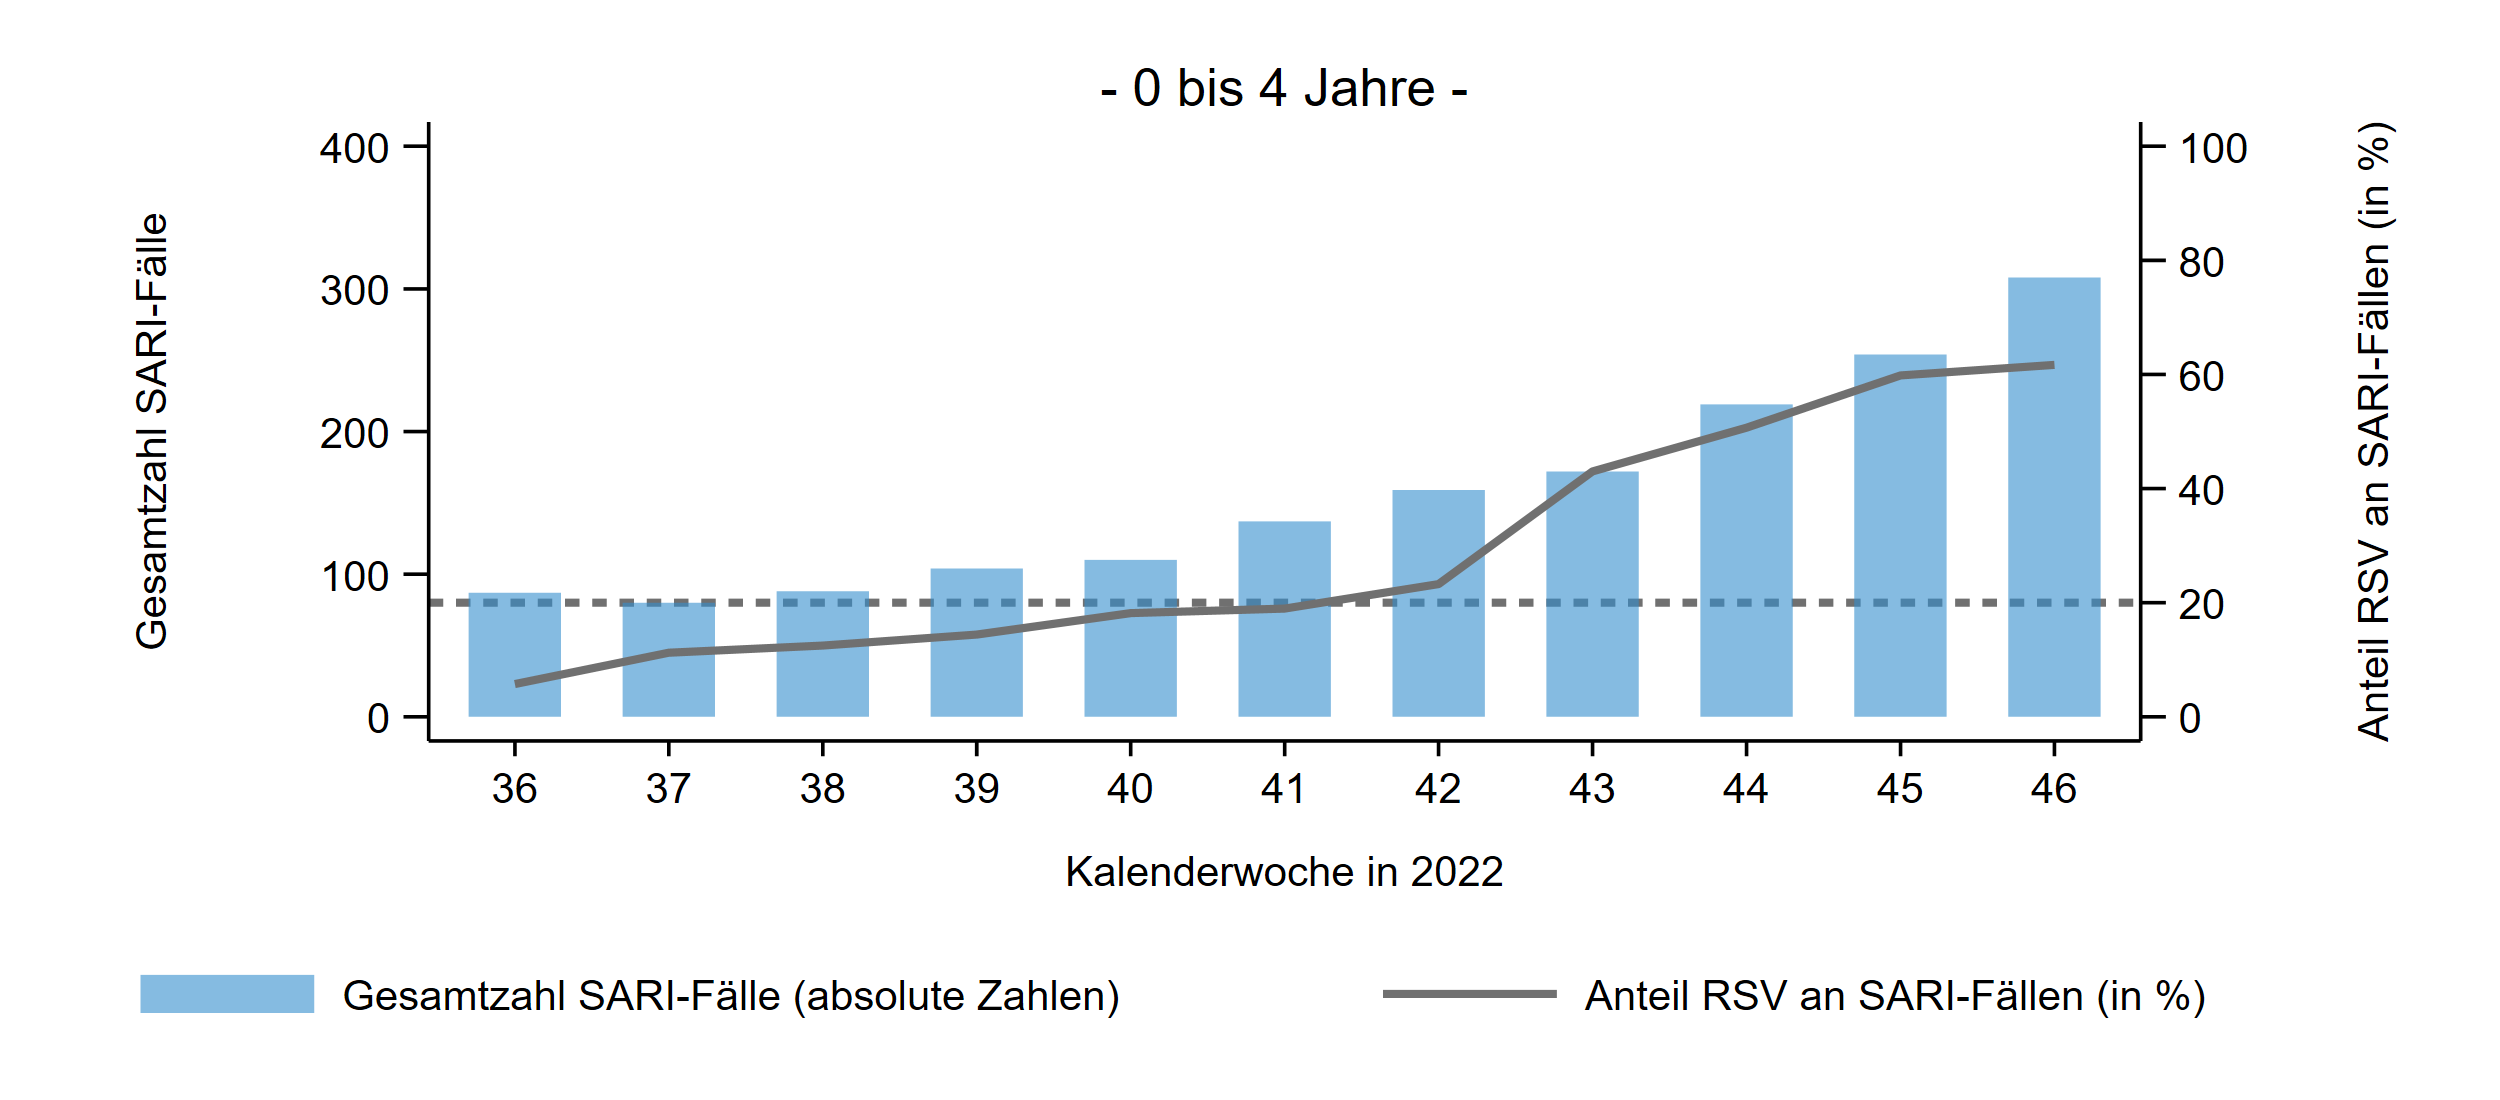 - 0 bis 4 Jahre -
Gesamtzahl SARI-Fälle
400
300
200
100
0
100
80
60
40
20
0
Anteil RSV an SARI-Fällen (in %)
36 37 38 39 40 41 42 43 44 45 46
Kalenderwoche in 2022
Gesamtzahl SARI-Fälle (absolute Zahlen)
Anteil RSV an SARI-Fällen (in %)